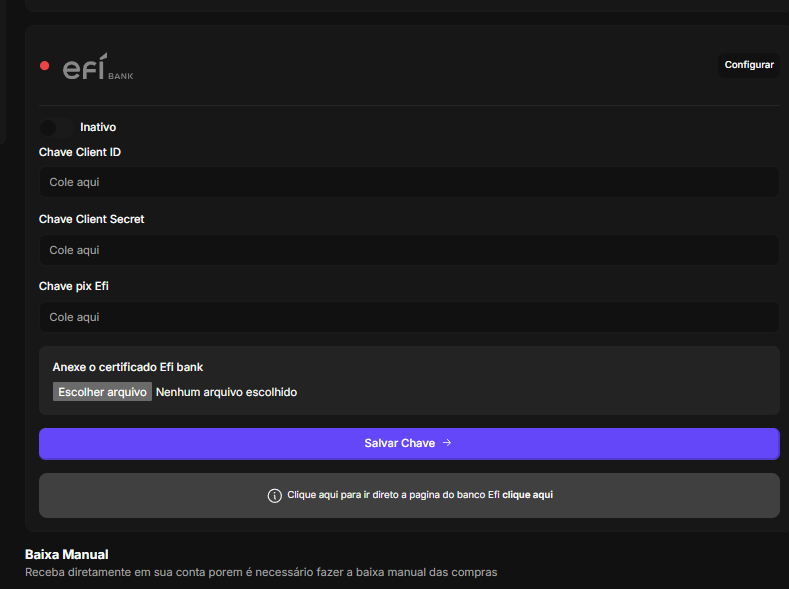 efí BANK
Configurar
Inativo
Chave Client ID
Cole aqui
Chave Client Secret
Cole aqui
Chave pix Efi
Cole aqui
Anexe o certificado Efi bank
Escolher arquivo Nenhum arquivo escolhido
Salvar Chave →
Clique aqui para ir direto a pagina do banco Efi clique aqui
Baixa Manual
Receba diretamente em sua conta porem é necessário fazer a baixa manual das compras